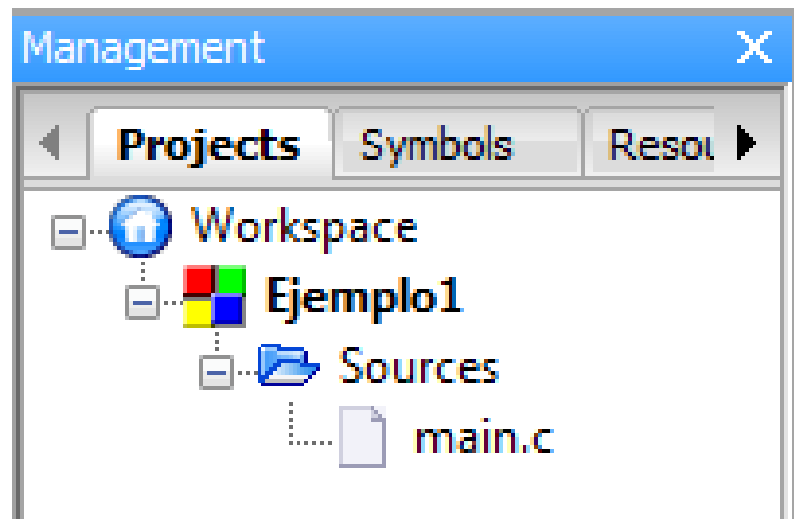 Management
Projects Symbols
Workspace
Ejemplo1
Sources
main.c